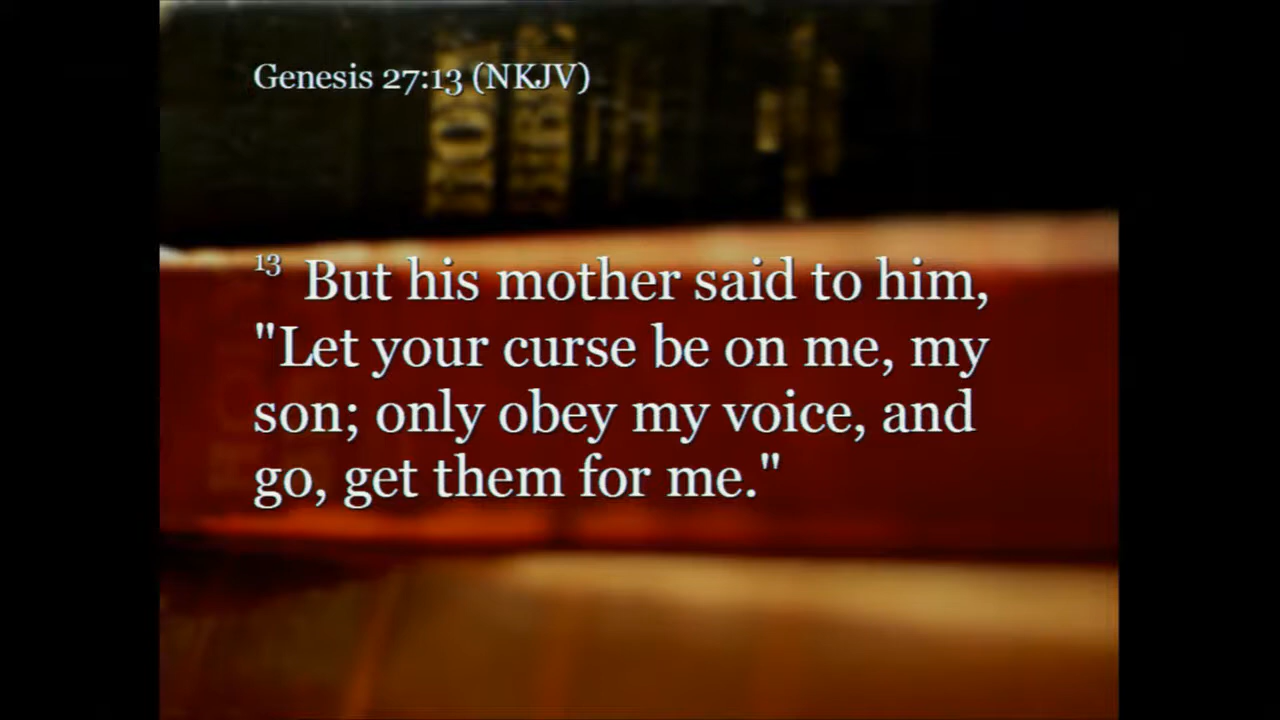 Genesis 27:13 (NKJV)
13 But his mother said to him,
"Let your curse be on me, my
son; only obey my voice, and
go, get them for me."